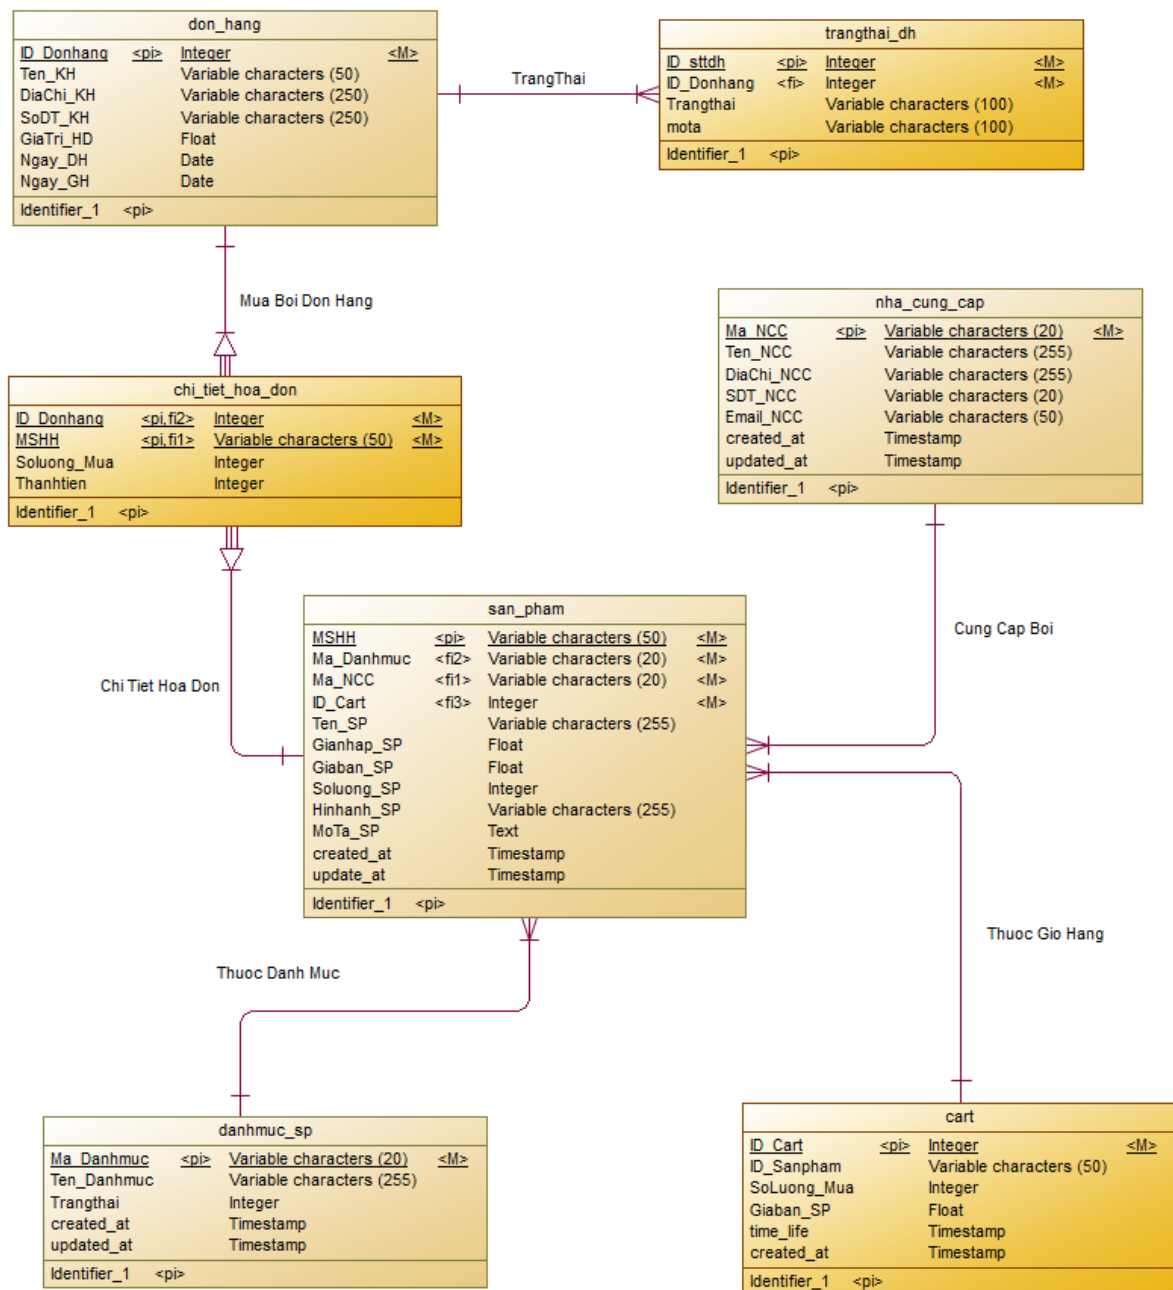 don_hang
ID_Donhang <pi> Integer <M>
Ten_KH Variable characters (50)
DiaChi_KH Variable characters (250)
SoDT_KH Variable characters (250)
GiaTri_HD Float
Ngay_DH Date
Ngay_GH Date
Identifier_1 <pi>
TrangThai
trangthai_dh
ID_sttdh <pi> Integer <M>
ID_Donhang <fi> Integer <M>
Trangthai Variable characters (100)
mota Variable characters (100)
Identifier_1 <pi>
Mua Boi Don Hang
chi_tiet_hoa_don
ID_Donhang <pi,fi2> Integer <M>
MSHH <pi,fi1> Variable characters (50) <M>
Soluong_Mua Integer
Thanhtien Integer
Identifier_1 <pi>
nha_cung_cap
Ma_NCC <pi> Variable characters (20) <M>
Ten_NCC Variable characters (255)
DiaChi_NCC Variable characters (255)
SDT_NCC Variable characters (20)
Email_NCC Variable characters (50)
created_at Timestamp
updated_at Timestamp
Identifier_1 <pi>
Chi Tiet Hoa Don
san_pham
MSHH <pi> Variable characters (50) <M>
Ma_Danhmuc <fi2> Variable characters (20) <M>
Ma_NCC <fi1> Variable characters (20) <M>
ID_Cart <fi3> Integer <M>
Ten_SP Variable characters (255)
Gianhap_SP Float
Giaban_SP Float
Soluong_SP Integer
Hinhanh_SP Variable characters (255)
MoTa_SP Text
created_at Timestamp
update_at Timestamp
Identifier_1 <pi>
Cung Cap Boi
Thuoc Gio Hang
Thuoc Danh Muc
danhmuc_sp
Ma_Danhmuc <pi> Variable characters (20) <M>
Ten_Danhmuc Variable characters (255)
Trangthai Integer
created_at Timestamp
updated_at Timestamp
Identifier_1 <pi>
cart
ID_Cart <pi> Integer <M>
ID_Sanpham Variable characters (50)
SoLuong_Mua Integer
Giaban_SP Float
time_life Timestamp
created_at Timestamp
Identifier_1 <pi>